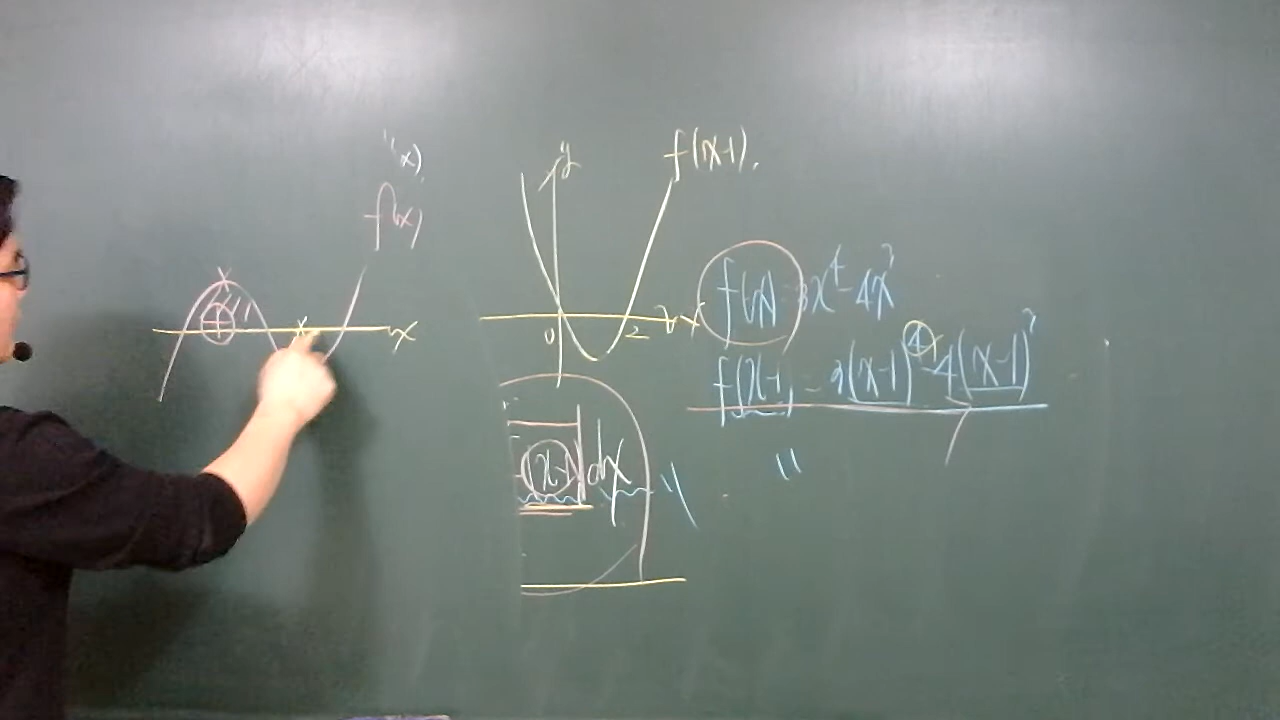 f(x)
x
y
f(x-1).
0
2
x
f(x) = 3x⁴ - 4x³
f(x-1) = 3(x-1)⁴ - 4(x-1)³
(x-1) dx